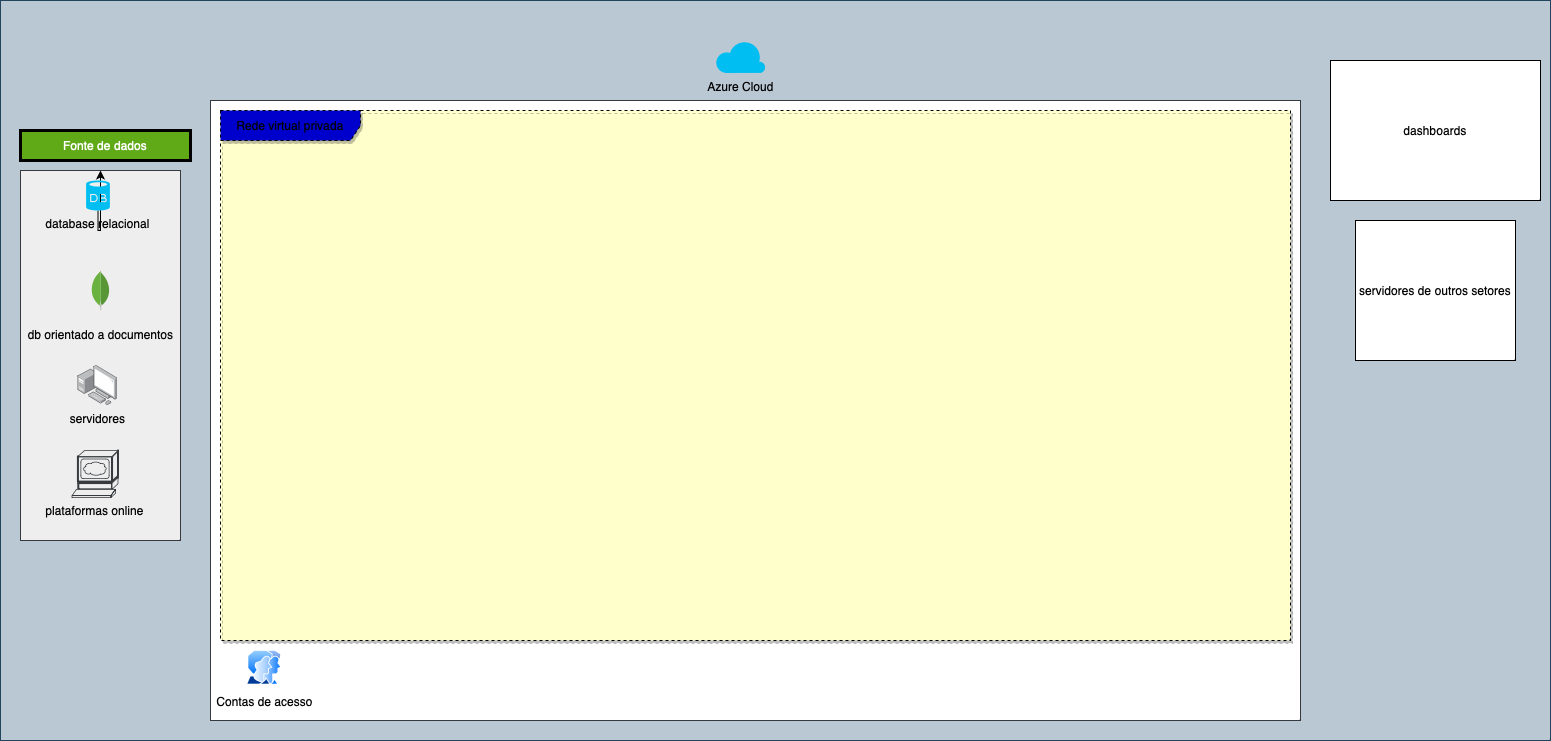 Azure Cloud
Rede virtual privada
Fonte de dados
DB
database relacional
db orientado a documentos
servidores
plataformas online
Contas de acesso
dashboards
servidores de outros setores